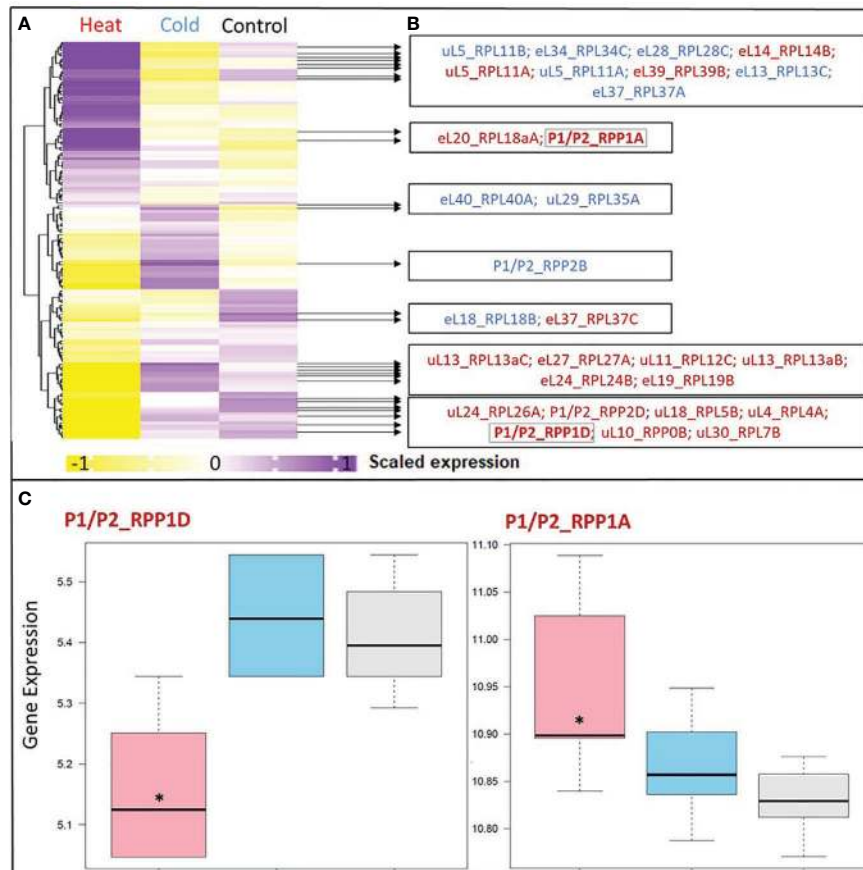 A
Heat Cold Control
B
uL5_RPL11B; eL34_RPL34C; eL28_RPL28C; eL14_RPL14B;
uL5_RPL11A; uL5_RPL11A; eL39_RPL39B; eL13_RPL13C;
eL37_RPL37A
eL20_RPL18aA; P1/P2_RPP1A
eL40_RPL40A; uL29_RPL35A
P1/P2_RPP2B
eL18_RPL18B; eL37_RPL37C
uL13_RPL13aC; eL27_RPL27A; uL11_RPL12C; uL13_RPL13aB;
eL24_RPL24B; eL19_RPL19B
uL24_RPL26A; P1/P2_RPP2D; uL18_RPL5B; uL4_RPL4A;
P1/P2_RPP1D; uL10_RPP0B; uL30_RPL7B
-1 0 1 Scaled expression
C
P1/P2_RPP1D
Gene Expression
5.5
5.4
5.3
5.2
5.1
*
P1/P2_RPP1A
11.10
11.05
11.00
10.95
10.90
10.85
10.80
*